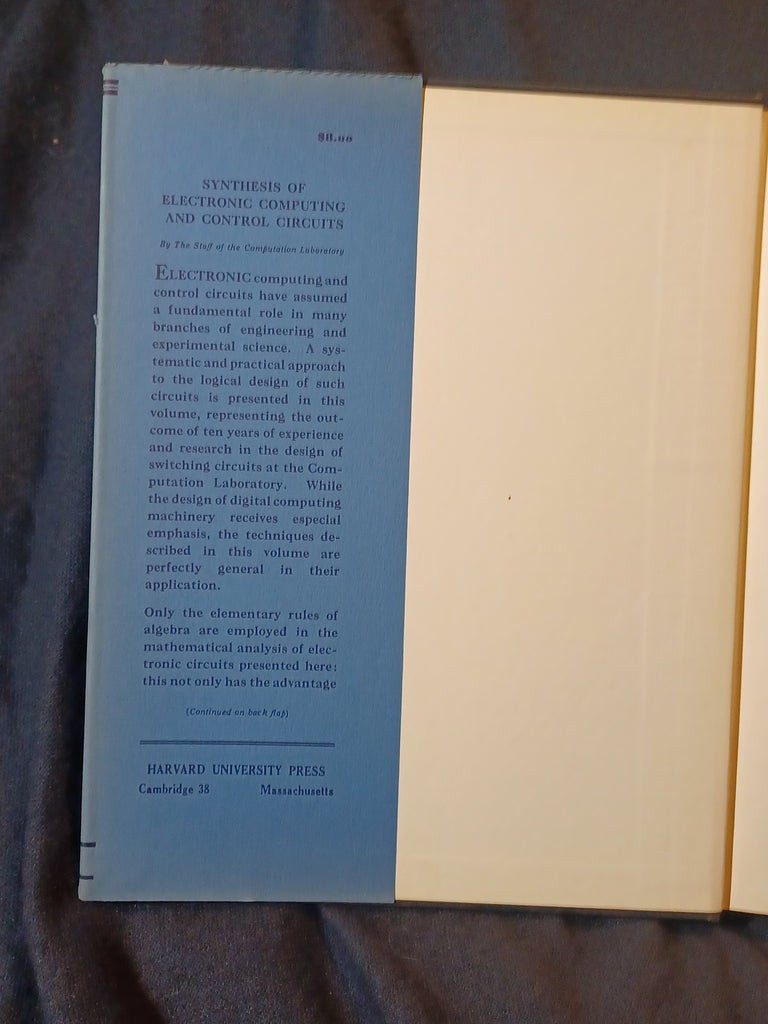 $8.00
SYNTHESIS OF
ELECTRONIC COMPUTING
AND CONTROL CIRCUITS
By The Staff of the Computation Laboratory
ELECTRONIC computing and
control circuits have assumed
a fundamental role in many
branches of engineering and
experimental science. A sys-
tematic and practical approach
to the logical design of such
circuits is presented in this
volume, representing the out-
come of ten years of experience
and research in the design of
switching circuits at the Com-
putation Laboratory. While
the design of digital computing
machinery receives especial
emphasis, the techniques de-
scribed in this volume are
perfectly general in their
application.
Only the elementary rules of
algebra are employed in the
mathematical analysis of elec-
tronic circuits presented here:
this not only has the advantage
(Continued on back flap)
HARVARD UNIVERSITY PRESS
Cambridge 38 Massachusetts